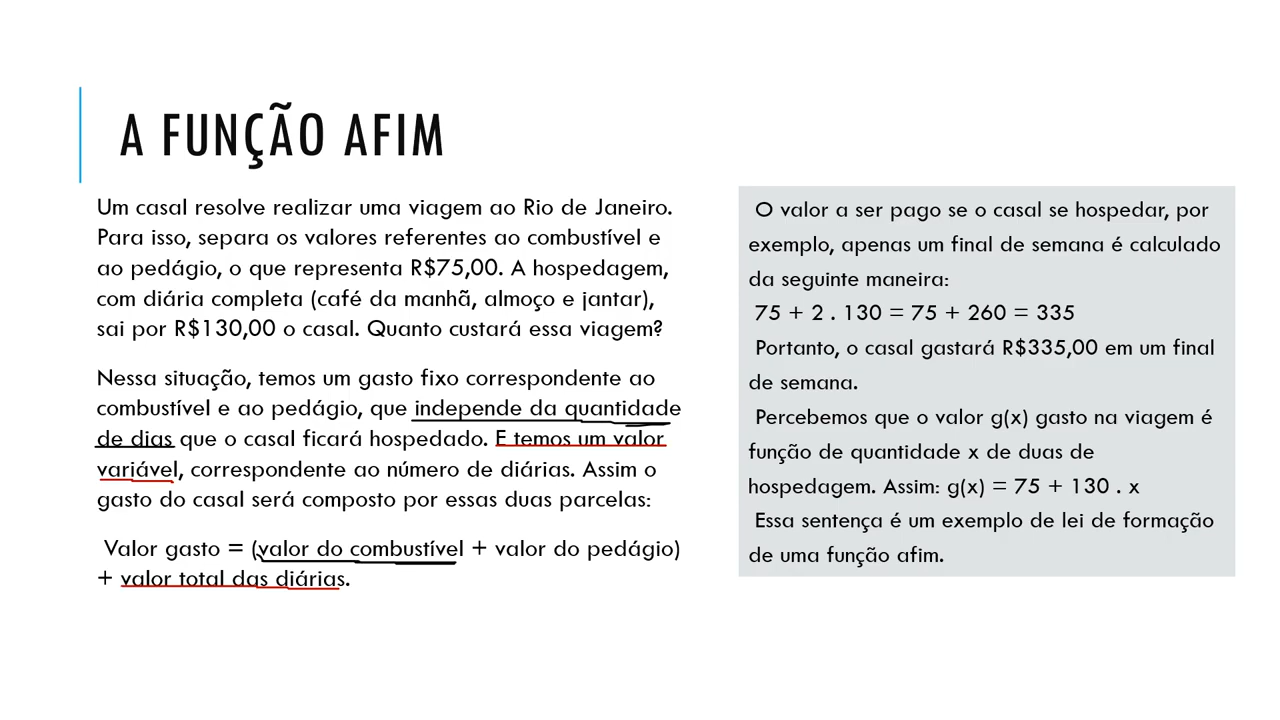 A FUNÇÃO AFIM
Um casal resolve realizar uma viagem ao Rio de Janeiro.
Para isso, separa os valores referentes ao combustível e
ao pedágio, o que representa R$75,00. A hospedagem,
com diária completa (café da manhã, almoço e jantar),
sai por R$130,00 o casal. Quanto custará essa viagem?
Nessa situação, temos um gasto fixo correspondente ao
combustível e ao pedágio, que independe da quantidade
de dias que o casal ficará hospedado. E temos um valor
variável, correspondente ao número de diárias. Assim o
gasto do casal será composto por essas duas parcelas:
Valor gasto = (valor do combustível + valor do pedágio)
+ valor total das diárias.
O valor a ser pago se o casal se hospedar, por
exemplo, apenas um final de semana é calculado
da seguinte maneira:
75 + 2 . 130 = 75 + 260 = 335
Portanto, o casal gastará R$335,00 em um final
de semana.
Percebemos que o valor g(x) gasto na viagem é
função de quantidade x de duas de
hospedagem. Assim: g(x) = 75 + 130 . x
Essa sentença é um exemplo de lei de formação
de uma função afim.